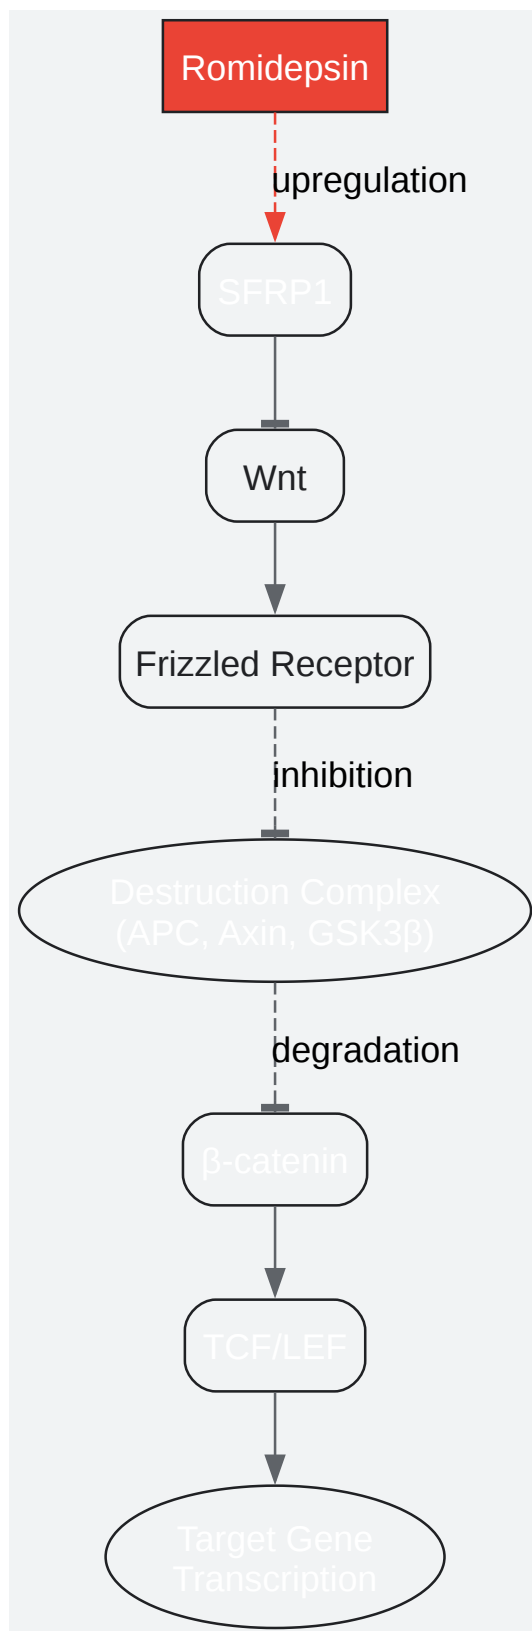 Romidepsin
upregulation
SFRP1
Wnt
Frizzled Receptor
inhibition
Destruction Complex
(APC, Axin, GSK3β)
degradation
β-catenin
TCF/LEF
Target Gene
Transcription